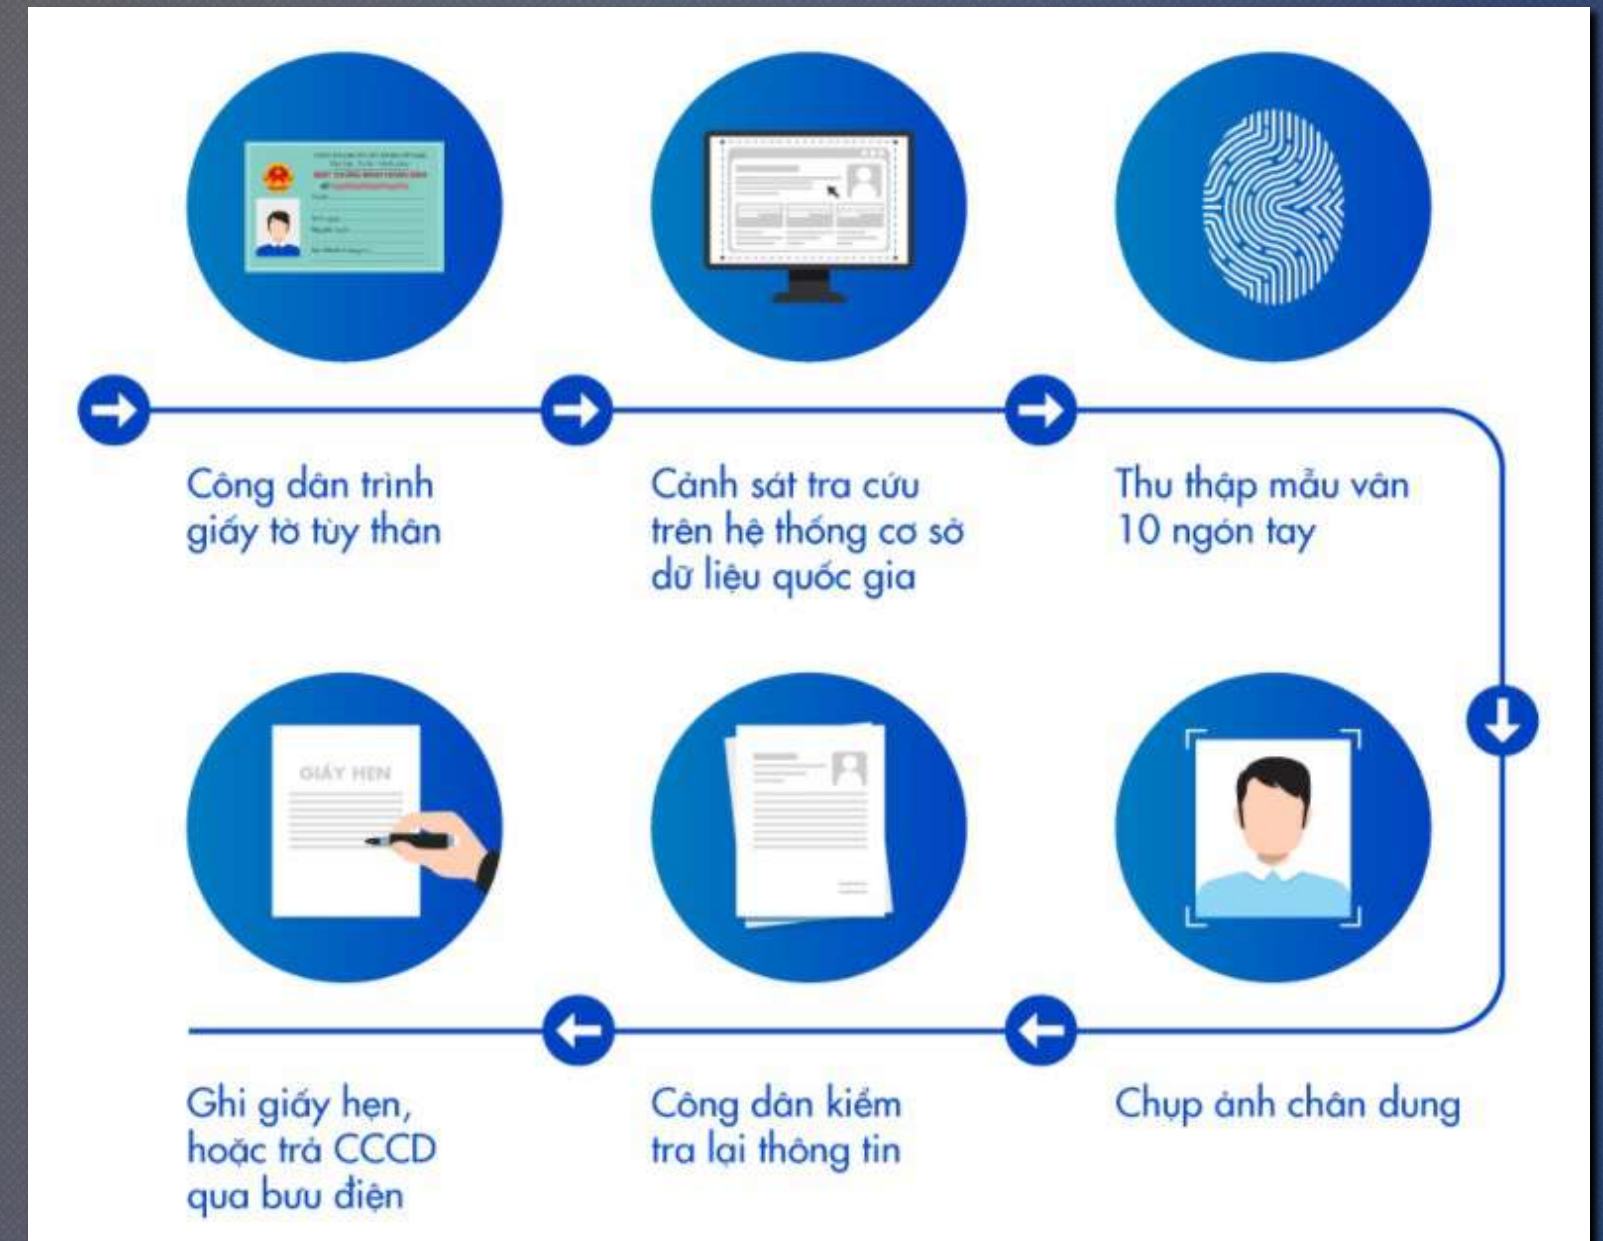 Công dân trình
giấy tờ tùy thân
Cảnh sát tra cứu
trên hệ thống cơ sở
dữ liệu quốc gia
Thu thập mẫu vân
10 ngón tay
Chụp ảnh chân dung
Công dân kiểm
tra lại thông tin
GIẤY HẸN
Ghi giấy hẹn,
hoặc trả CCCD
qua bưu điện